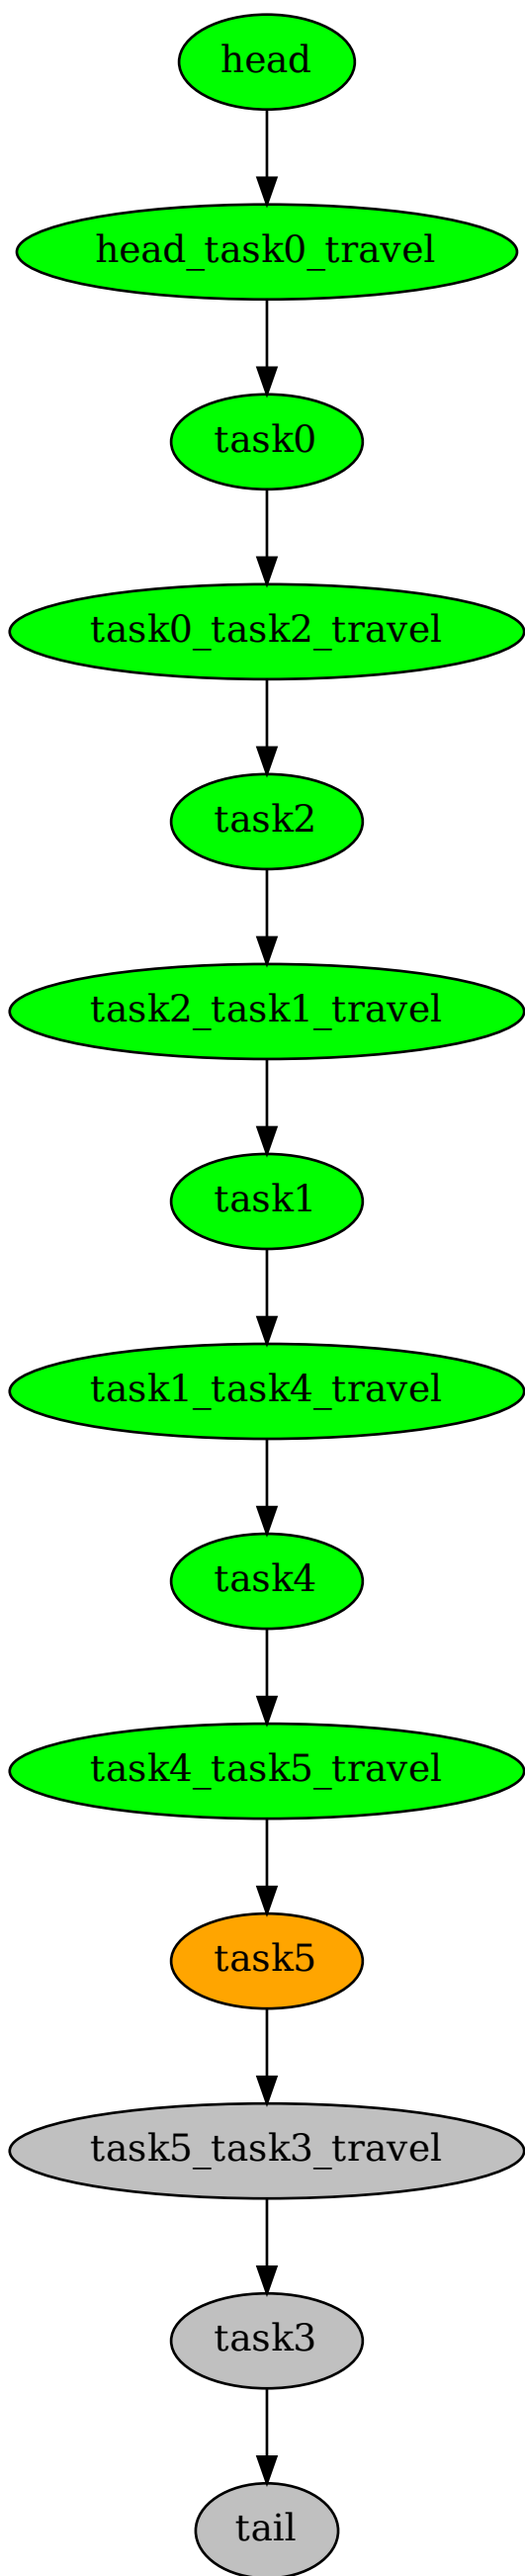 head
head_task0_travel
task0
task0_task2_travel
task2
task2_task1_travel
task1
task1_task4_travel
task4
task4_task5_travel
task5
task5_task3_travel
task3
tail